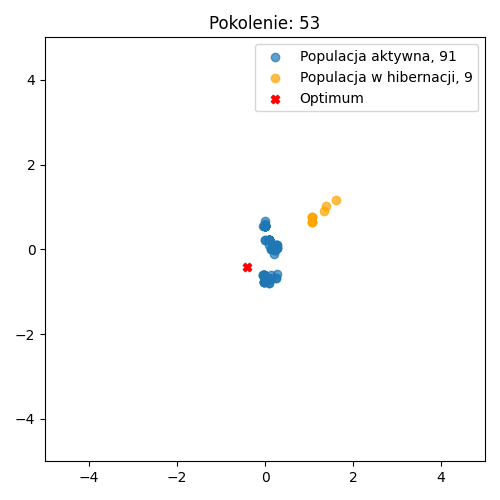 Pokolenie: 53
Populacja aktywna, 91
Populacja w hibernacji, 9
Optimum
4
2
0
−2
−4
−4
−2
0
2
4